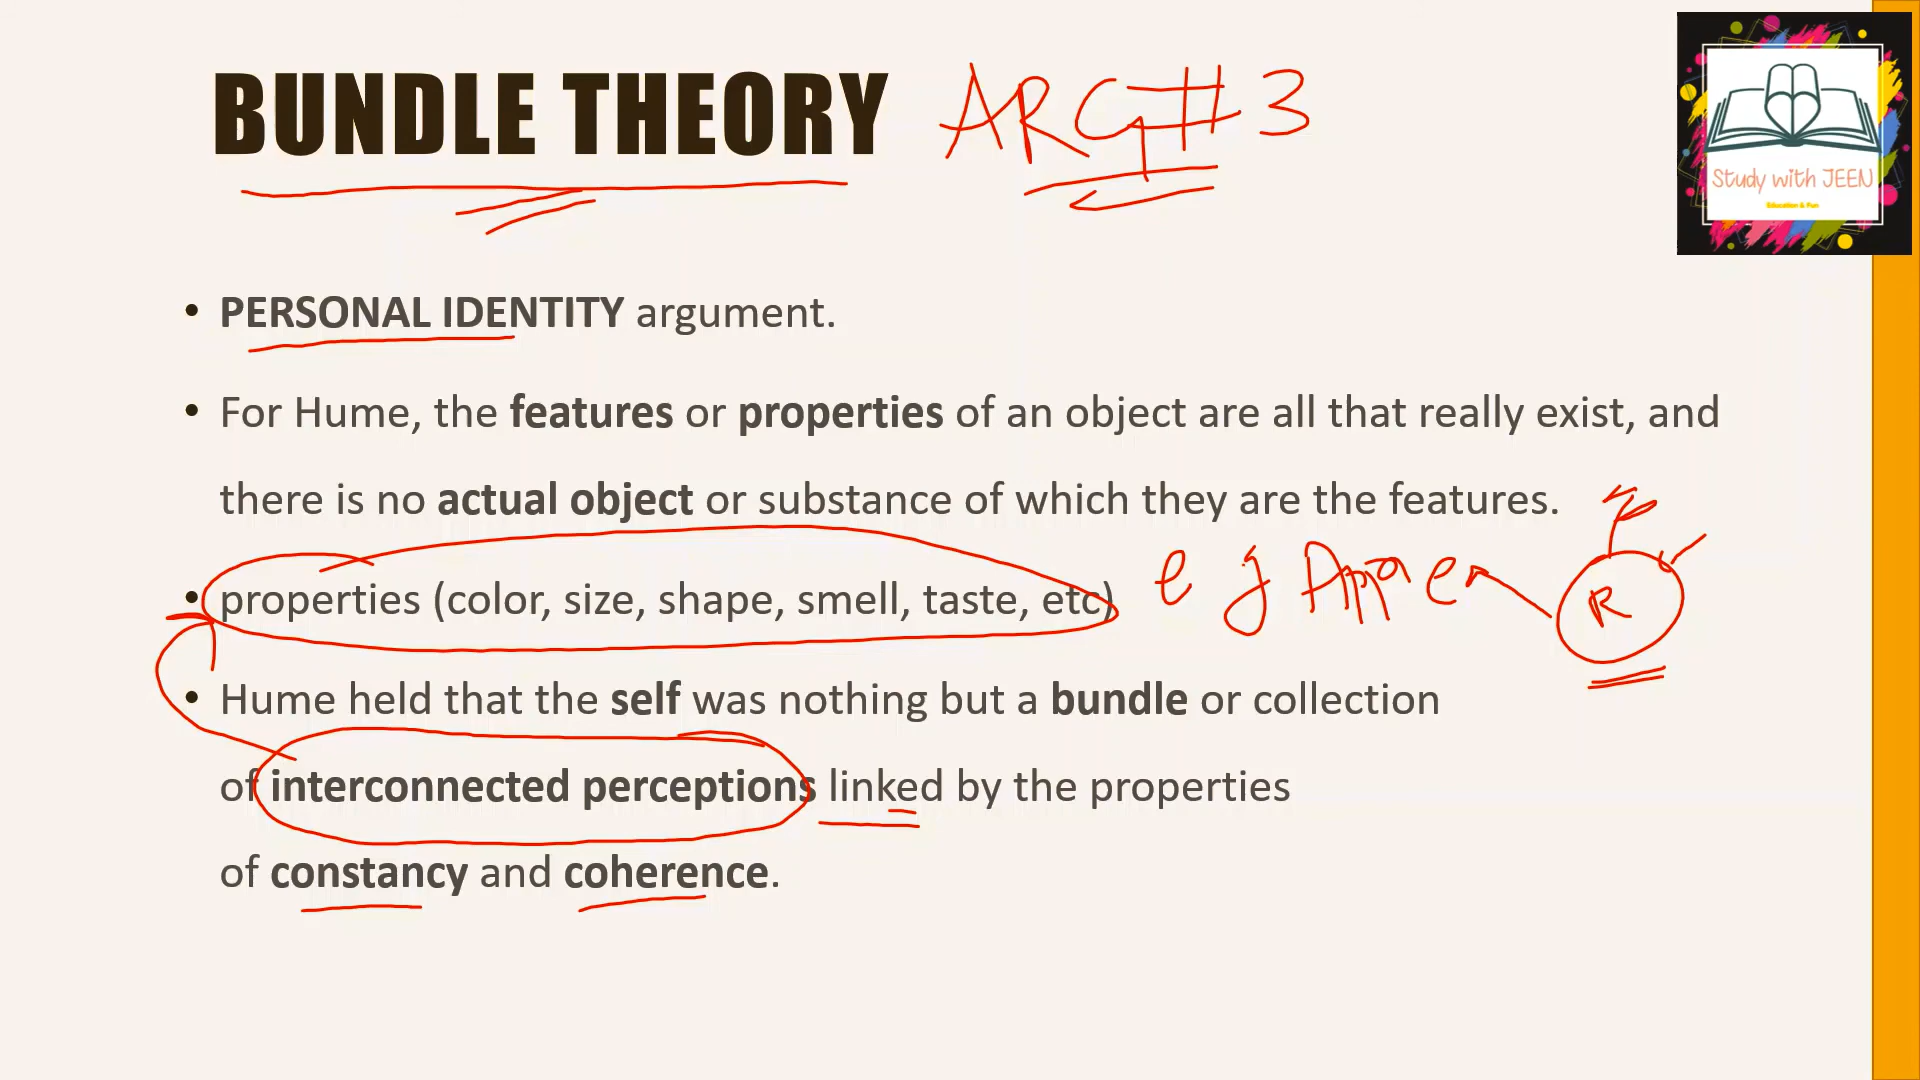 BUNDLE THEORY ARG#3
Study with JEEN
Education & Fun
• PERSONAL IDENTITY argument.
• For Hume, the features or properties of an object are all that really exist, and
there is no actual object or substance of which they are the features.
• properties (color, size, shape, smell, taste, etc) eg Apple
R
• Hume held that the self was nothing but a bundle or collection
of interconnected perceptions linked by the properties
of constancy and coherence.